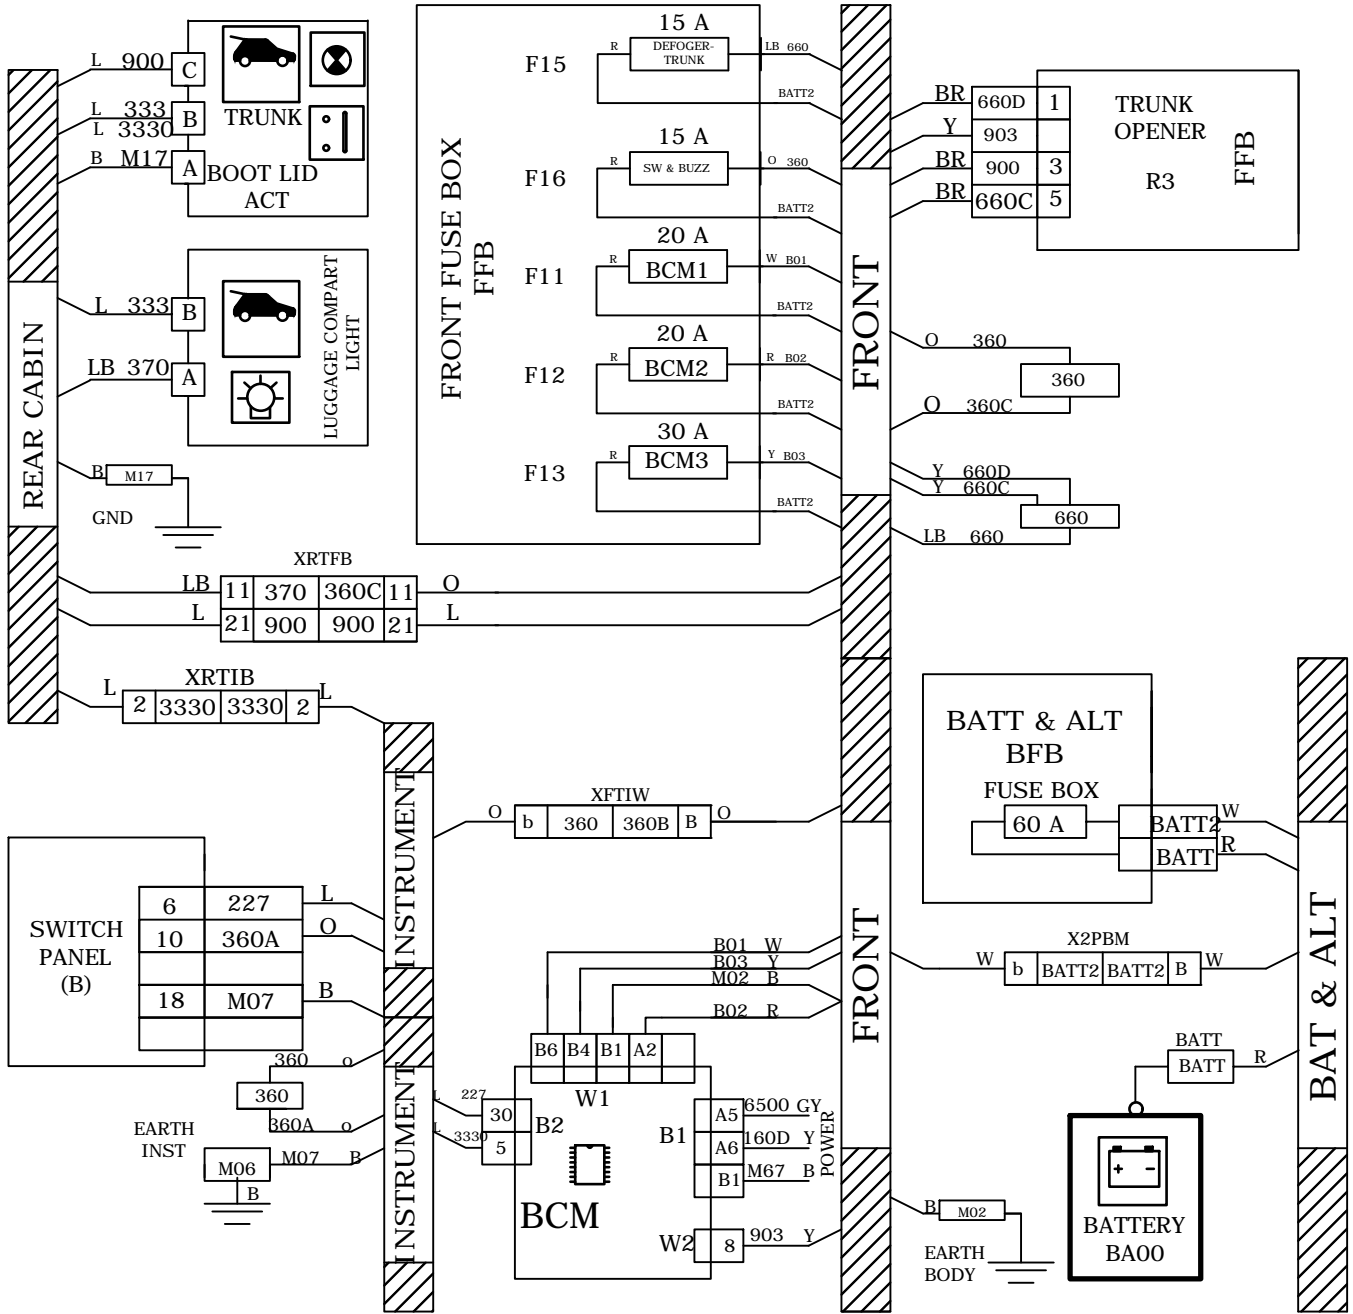 L 900 C
L 333 B
L 3330
B M17 A
TRUNK
BOOT LID
ACT
L 333 B
LB 370 A
LUGGAGE COMPART
LIGHT
REAR CABIN
B M17
GND
FRONT FUSE BOX
FFB
15 A
F15 R DEFOGER-
TRUNK
LB 660
BATT2
15 A
F16 R SW & BUZZ O 360
BATT2
20 A
F11 R BCM1 W B01
BATT2
20 A
F12 R BCM2 R B02
BATT2
30 A
F13 R BCM3 Y B03
BATT2
FRONT
BR 660D 1
Y 903
BR 900 3
BR 660C 5
TRUNK
OPENER
R3
FFB
O 360
360
O 360C
Y 660D
Y 660C
660
LB 660
XRTFB
LB 11 370 360C 11 O
L 21 900 900 21 L
XRTIB
L 2 3330 3330 2 L
INSTRUMENT
XFTIW
O b 360 360B B O
BATT & ALT
BFB
FUSE BOX
60 A BATT2 W
BATT R
SWITCH
PANEL
(B)
6 227 L
10 360A O
18 M07 B
360 o
360
360A o
EARTH
INST
M06 M07 B
B
INSTRUMENT
B01 W
B03 Y
M02 B
B02 R
B6 B4 B1 A2
W1
L 227 30 B2
L 3330 5
BCM
B1 A5 6500 GY
A6 160D Y
B1 M67 B
POWER
W2 8 903 Y
FRONT
X2PBM
W b BATT2 BATT2 B W
BATT
BATT R
BATTERY
BA00
B M02
EARTH
BODY
BAT & ALT